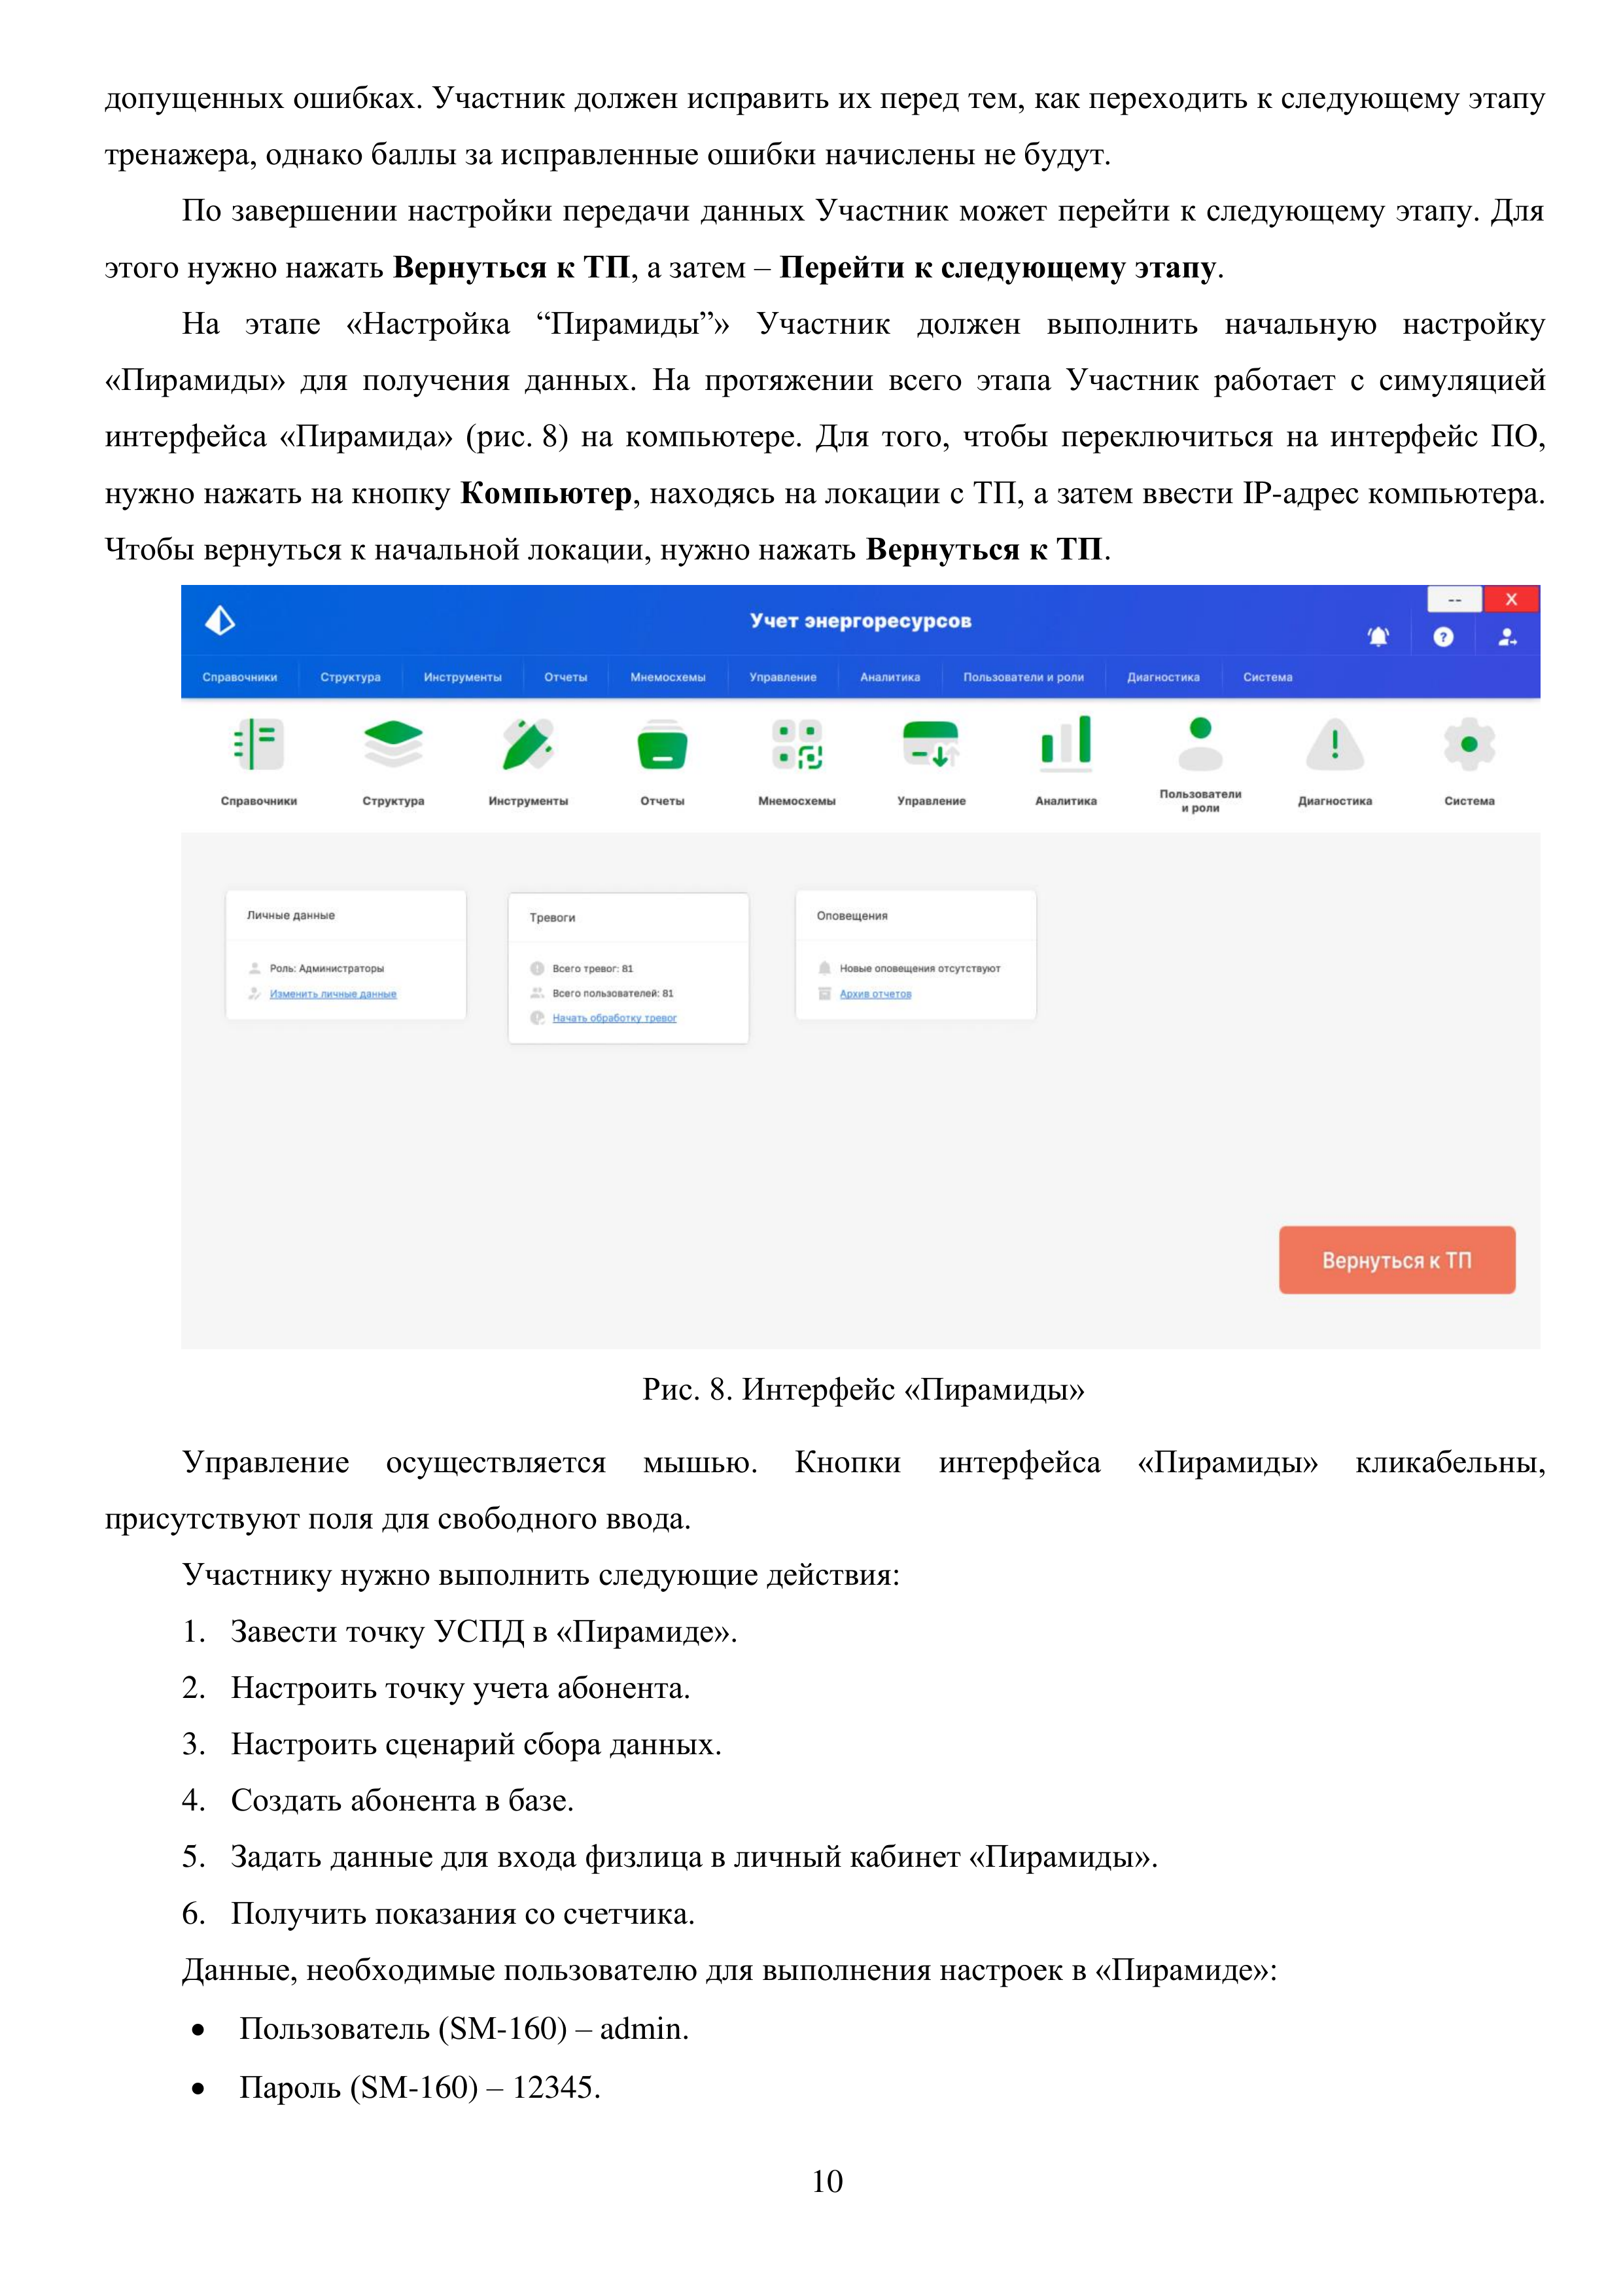 допущенных ошибках. Участник должен исправить их перед тем, как переходить к следующему этапу
тренажера, однако баллы за исправленные ошибки начислены не будут.
По завершении настройки передачи данных Участник может перейти к следующему этапу. Для
этого нужно нажать Вернуться к ТП, а затем – Перейти к следующему этапу.
На этапе «Настройка “Пирамиды”» Участник должен выполнить начальную настройку
«Пирамиды» для получения данных. На протяжении всего этапа Участник работает с симуляцией
интерфейса «Пирамида» (рис. 8) на компьютере. Для того, чтобы переключиться на интерфейс ПО,
нужно нажать на кнопку Компьютер, находясь на локации с ТП, а затем ввести IP-адрес компьютера.
Чтобы вернуться к начальной локации, нужно нажать Вернуться к ТП.
-- X
Учет энергоресурсов
?
Справочники Структура Инструменты Отчеты Мнемосхемы Управление Аналитика Пользователи и роли Диагностика Система
Справочники Структура Инструменты Отчеты Мнемосхемы Управление Аналитика Пользователи и роли Диагностика Система
Личные данные
Роль: Администраторы
Изменить личные данные
Тревоги
Всего тревог: 81
Всего пользователей: 81
Начать обработку тревог
Оповещения
Новые оповещения отсутствуют
Архив отчетов
Вернуться к ТП
Рис. 8. Интерфейс «Пирамиды»
Управление осуществляется мышью. Кнопки интерфейса «Пирамиды» кликабельны,
присутствуют поля для свободного ввода.
Участнику нужно выполнить следующие действия:
1. Завести точку УСПД в «Пирамиде».
2. Настроить точку учета абонента.
3. Настроить сценарий сбора данных.
4. Создать абонента в базе.
5. Задать данные для входа физлица в личный кабинет «Пирамиды».
6. Получить показания со счетчика.
Данные, необходимые пользователю для выполнения настроек в «Пирамиде»:
• Пользователь (SM-160) – admin.
• Пароль (SM-160) – 12345.
10